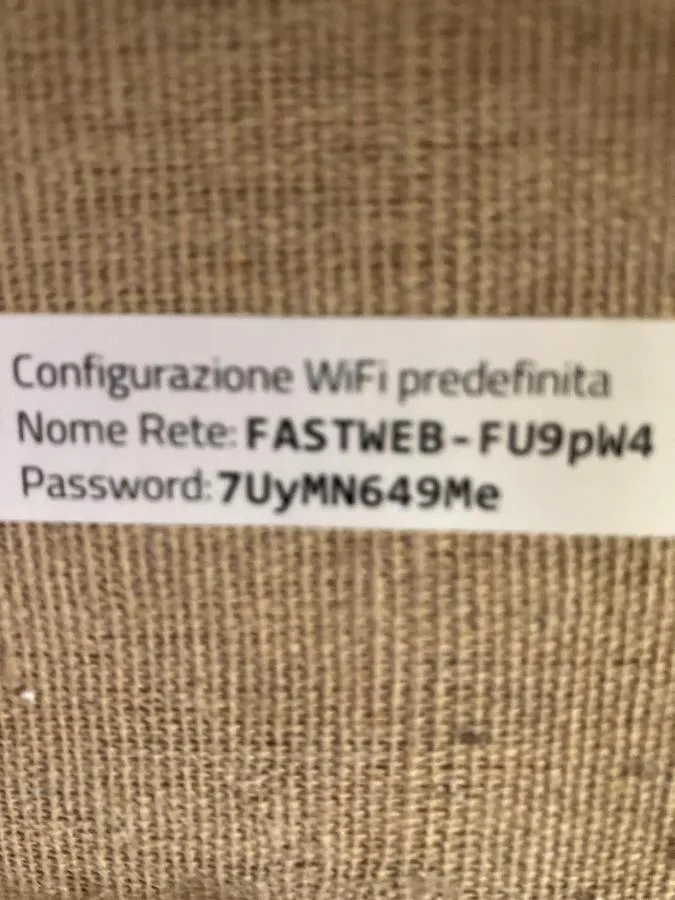 Configurazione WiFi predefinita
Nome Rete: FASTWEB-FU9pW4
Password: 7UyMN649Me